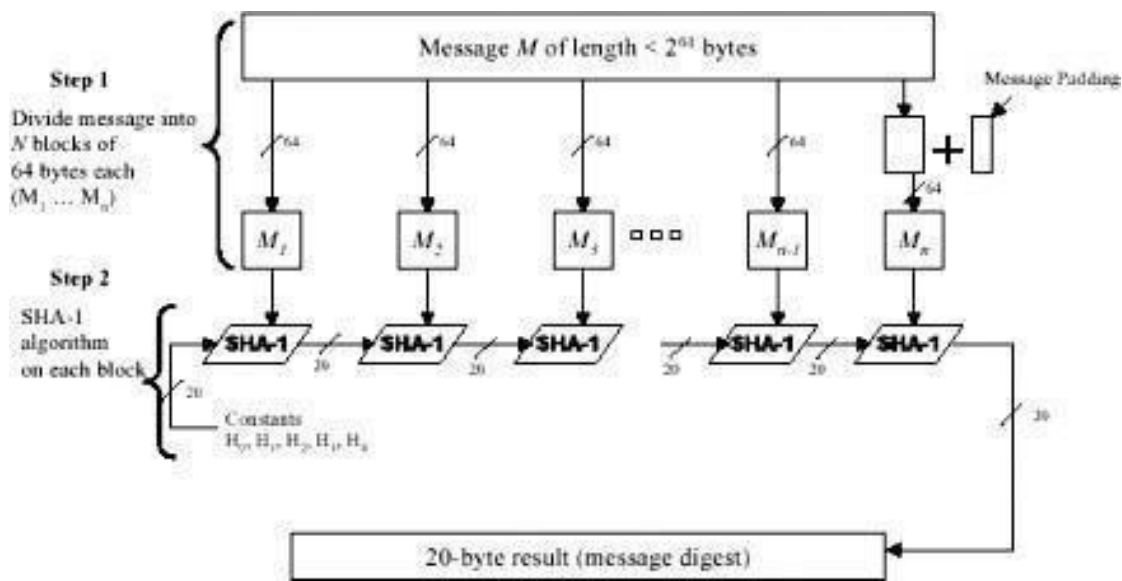 Message M of length < 2⁶¹ bytes
Step 1
Message Padding
Divide message into
N blocks of
64 bytes each
(M₁ … Mₙ)
64
64
64
64
+
64
M₁
M₂
M₃
Mₙ₋₁
Mₙ
Step 2
SHA-1
algorithm
on each block
SHA-1
SHA-1
SHA-1
SHA-1
SHA-1
20
20
20
20
20
20
Constants
H₀, H₁, H₂, H₃, H₄
20-byte result (message digest)